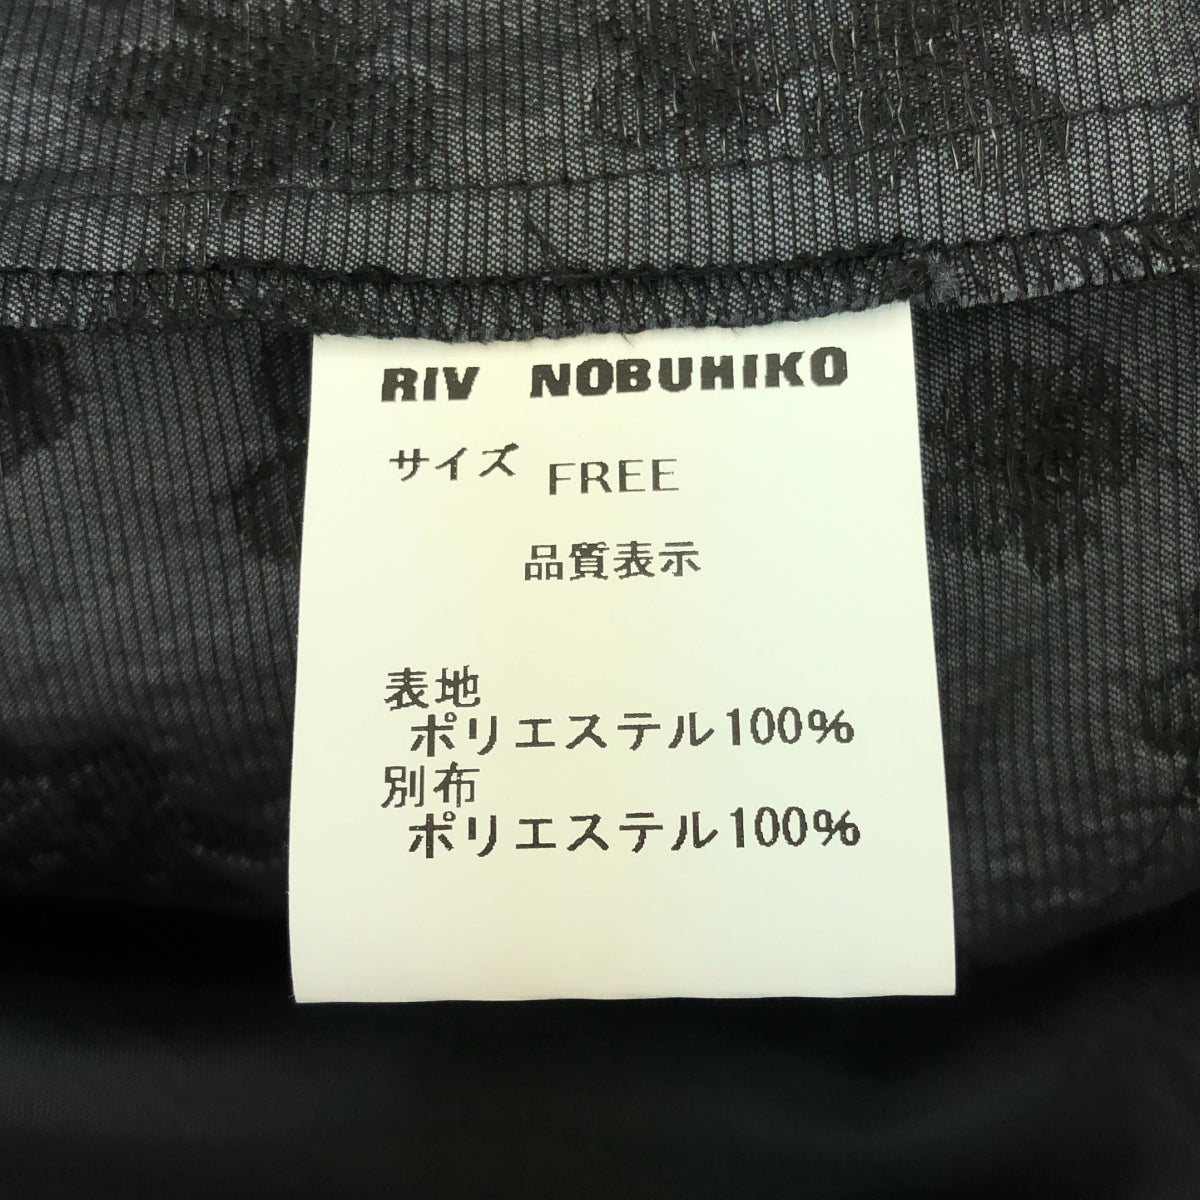 RIV NOBUHIKO
サイズ FREE
品質表示
表地
ポリエステル100%
別布
ポリエステル100%